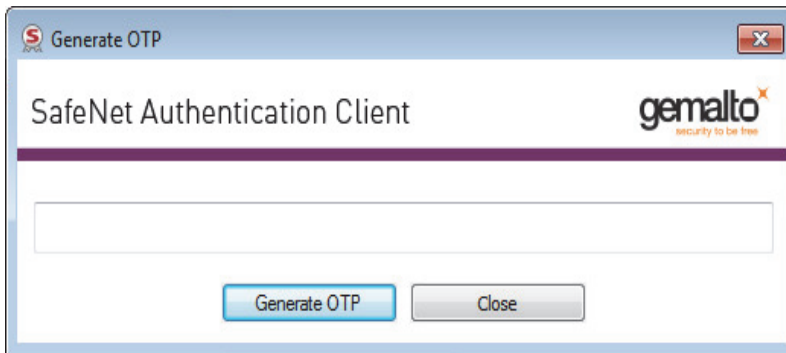 Generate OTP
SafeNet Authentication Client
gemalto
security to be free
Generate OTP
Close